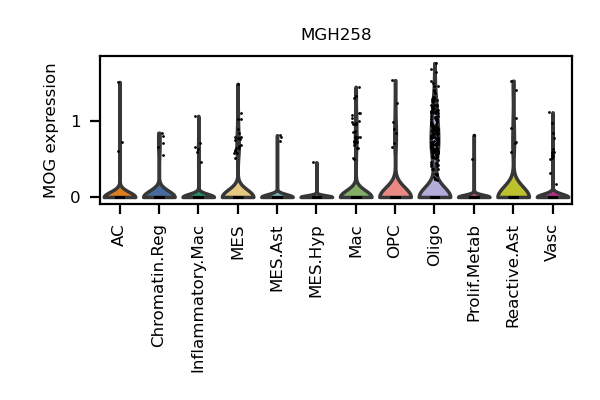 MGH258
MOG expression
1
0
AC
Chromatin.Reg
Inflammatory.Mac
MES
MES.Ast
MES.Hyp
Mac
OPC
Oligo
Prolif.Metab
Reactive.Ast
Vasc